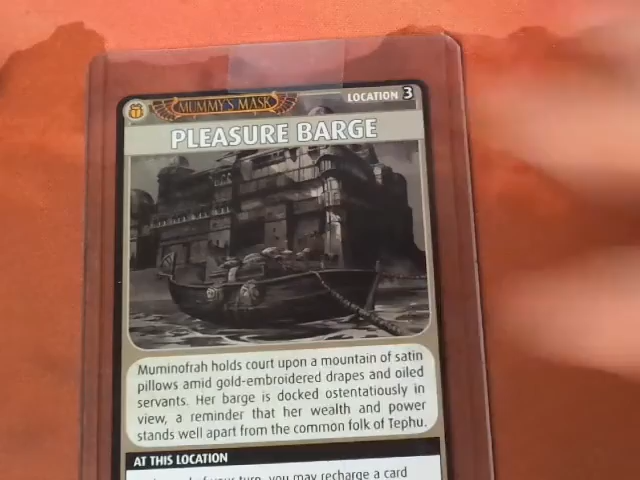 MUMMY'S MASK
LOCATION 3
PLEASURE BARGE
Muminofrah holds court upon a mountain of satin
pillows amid gold-embroidered drapes and oiled
servants. Her barge is docked ostentatiously in
view, a reminder that her wealth and power
stands well apart from the common folk of Tephu.
AT THIS LOCATION
of your turn, you may recharge a card